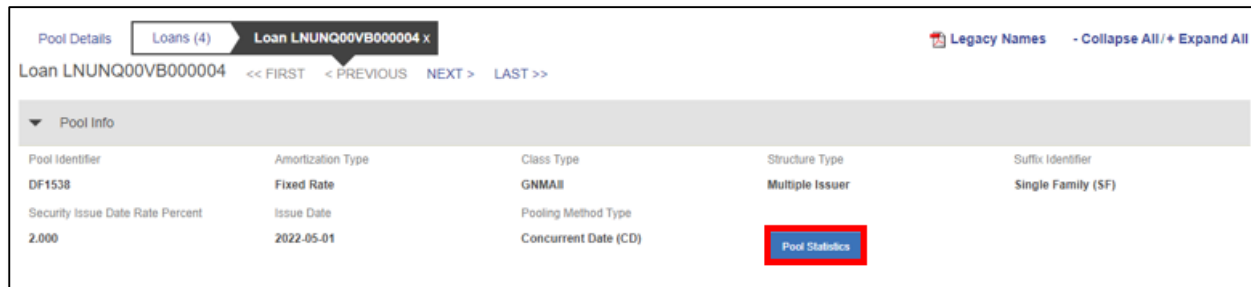 Pool Details Loans (4) Loan LNUNQ00VB000004 x Legacy Names - Collapse All/+ Expand All
Loan LNUNQ00VB000004 << FIRST < PREVIOUS NEXT > LAST >>
Pool Info
Pool Identifier Amortization Type Class Type Structure Type Suffix Identifier
DF1538 Fixed Rate GNMAII Multiple Issuer Single Family (SF)
Security Issue Date Rate Percent Issue Date Pooling Method Type
2.000 2022-05-01 Concurrent Date (CD) Pool Statistics